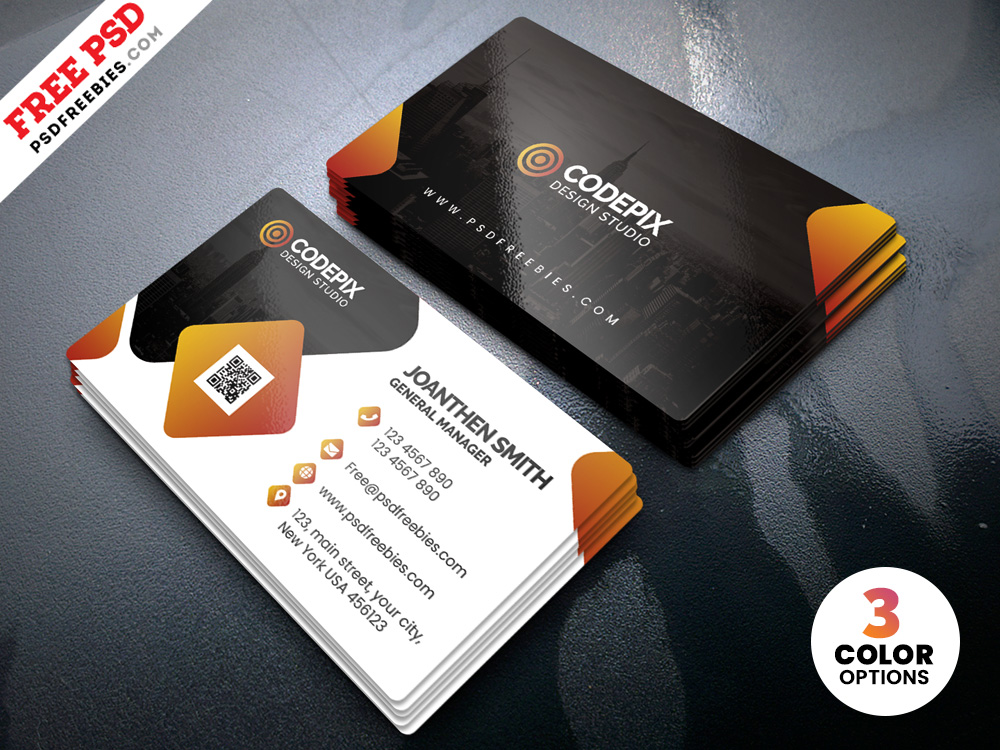 FREE PSD
PSDFREEBIES.COM
CODEPIX
DESIGN STUDIO
WWW.PSDFREEBIES.COM
CODEPIX
DESIGN STUDIO
JOANTHEN SMITH
GENERAL MANAGER
123 4567 890
123 4567 890
Free@psdfreebies.com
www.psdfreebies.com
123, main street, your city,
New York USA 456123
3
COLOR
OPTIONS